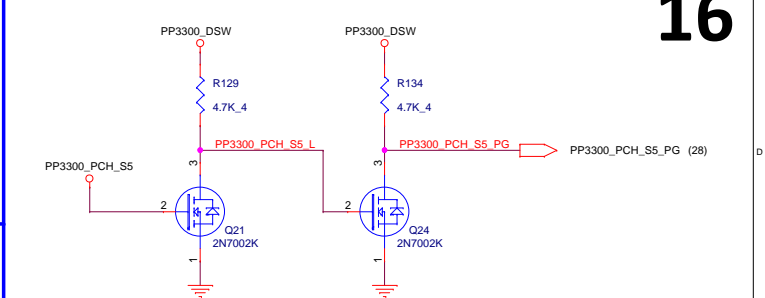 16
PP3300_DSW
PP3300_DSW
R129
4.7K_4
R134
4.7K_4
PP3300_PCH_S5_L
PP3300_PCH_S5_PG
PP3300_PCH_S5_PG (28)
D
PP3300_PCH_S5
3
3
2
2
Q21
2N7002K
Q24
2N7002K
1
1